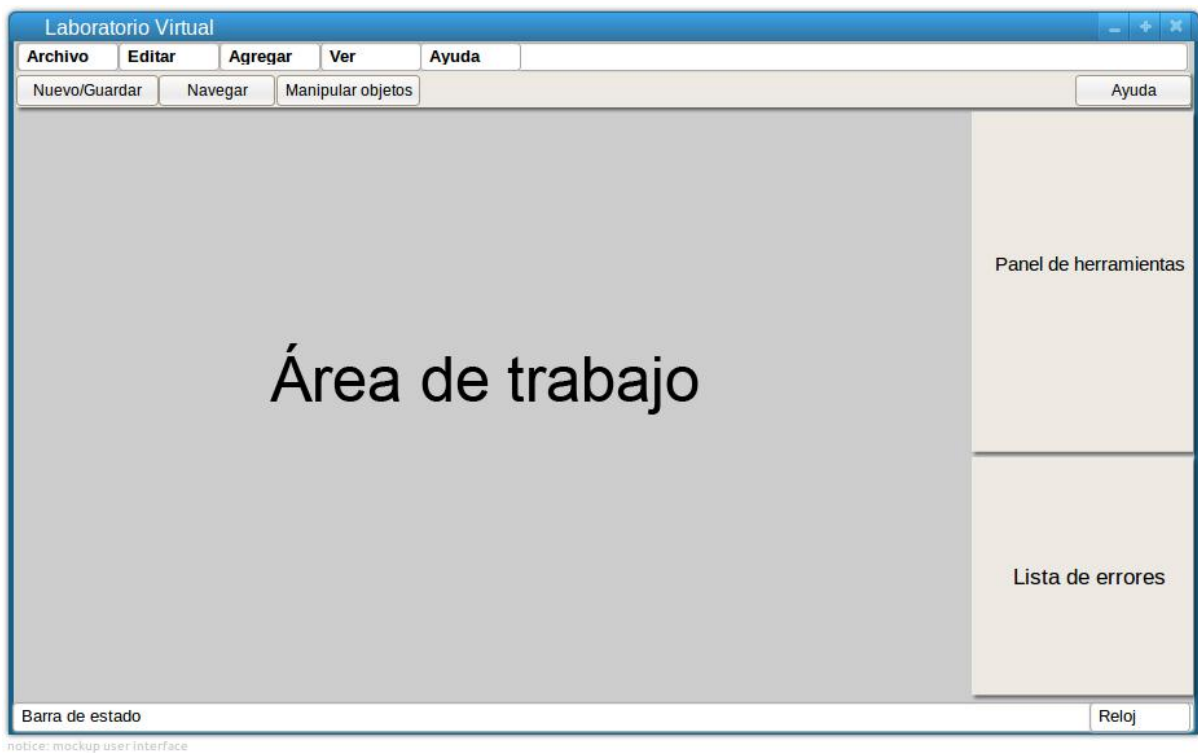 Laboratorio Virtual
Archivo Editar Agregar Ver Ayuda
Nuevo/Guardar Navegar Manipular objetos Ayuda
Panel de herramientas
Área de trabajo
Lista de errores
Barra de estado Reloj
notice: mockup user interface